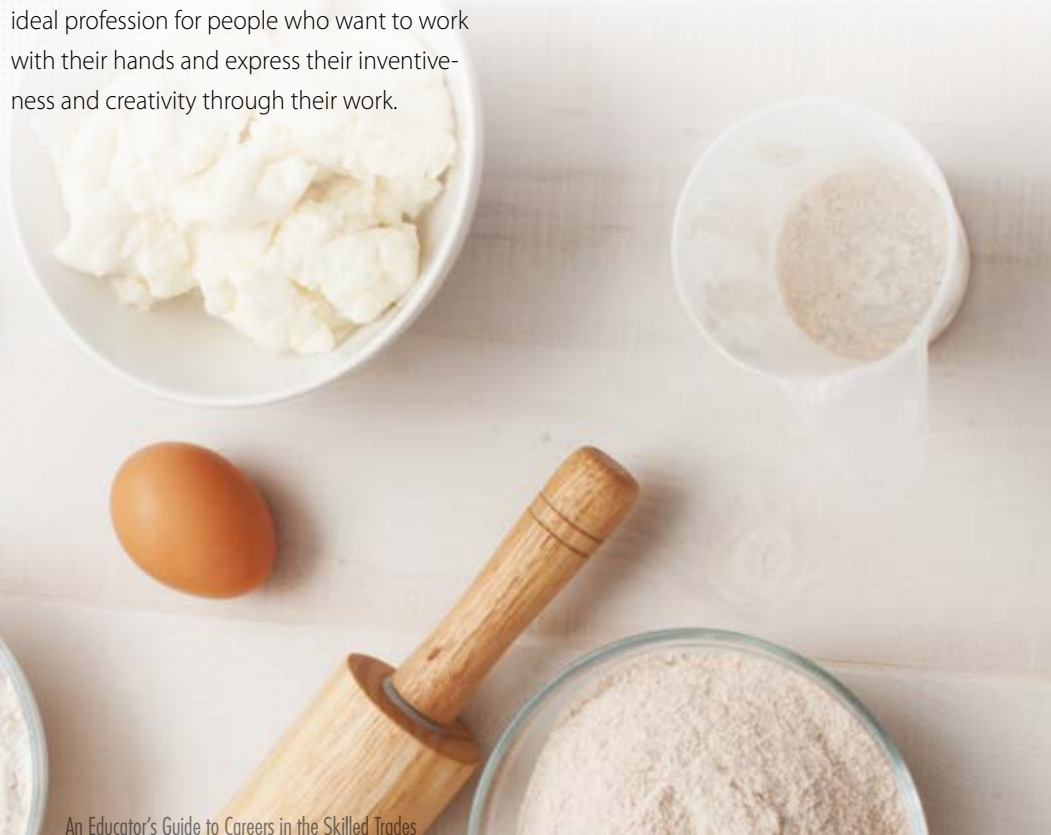 ideal profession for people who want to work
with their hands and express their inventive-
ness and creativity through their work.
An Educator's Guide to Careers in the Skilled Trades